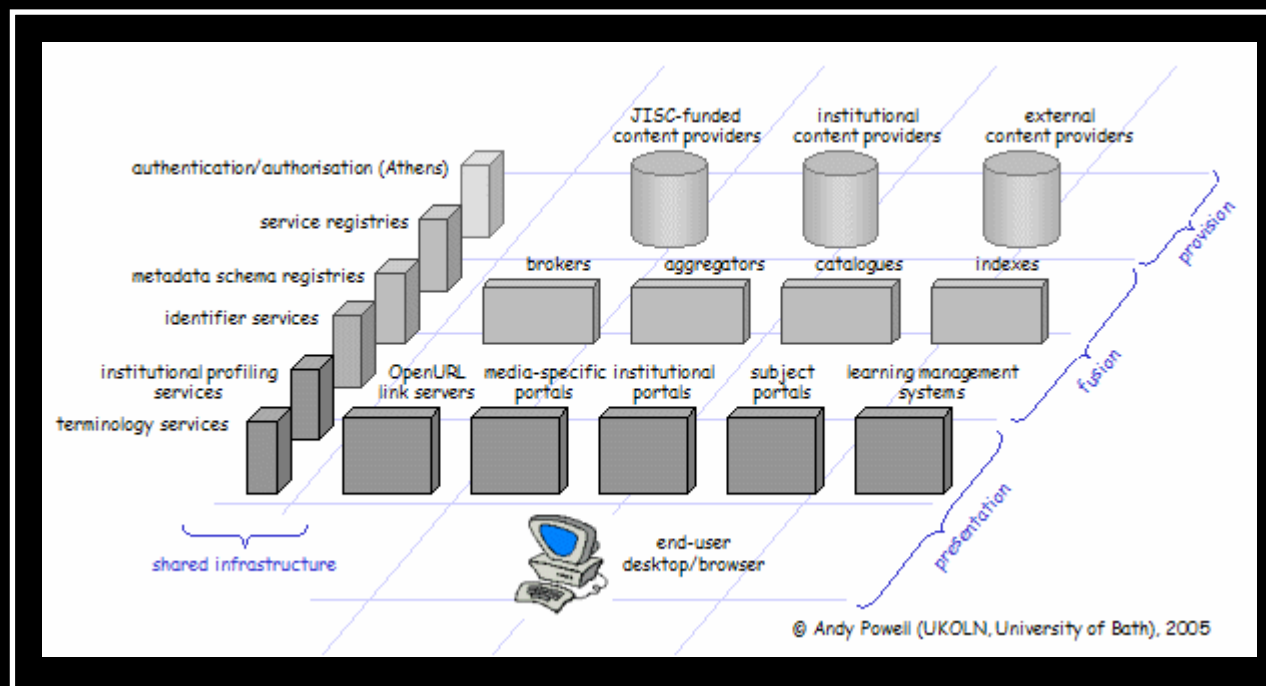 JISC-funded
content providers
institutional
content providers
external
content providers
authentication/authorisation (Athens)
service registries
provision
brokers
aggregators
catalogues
indexes
metadata schema registries
identifier services
fusion
institutional profiling
services
OpenURL
link servers
media-specific
portals
institutional
portals
subject
portals
learning management
systems
terminology services
presentation
shared infrastructure
end-user
desktop/browser
© Andy Powell (UKOLN, University of Bath), 2005